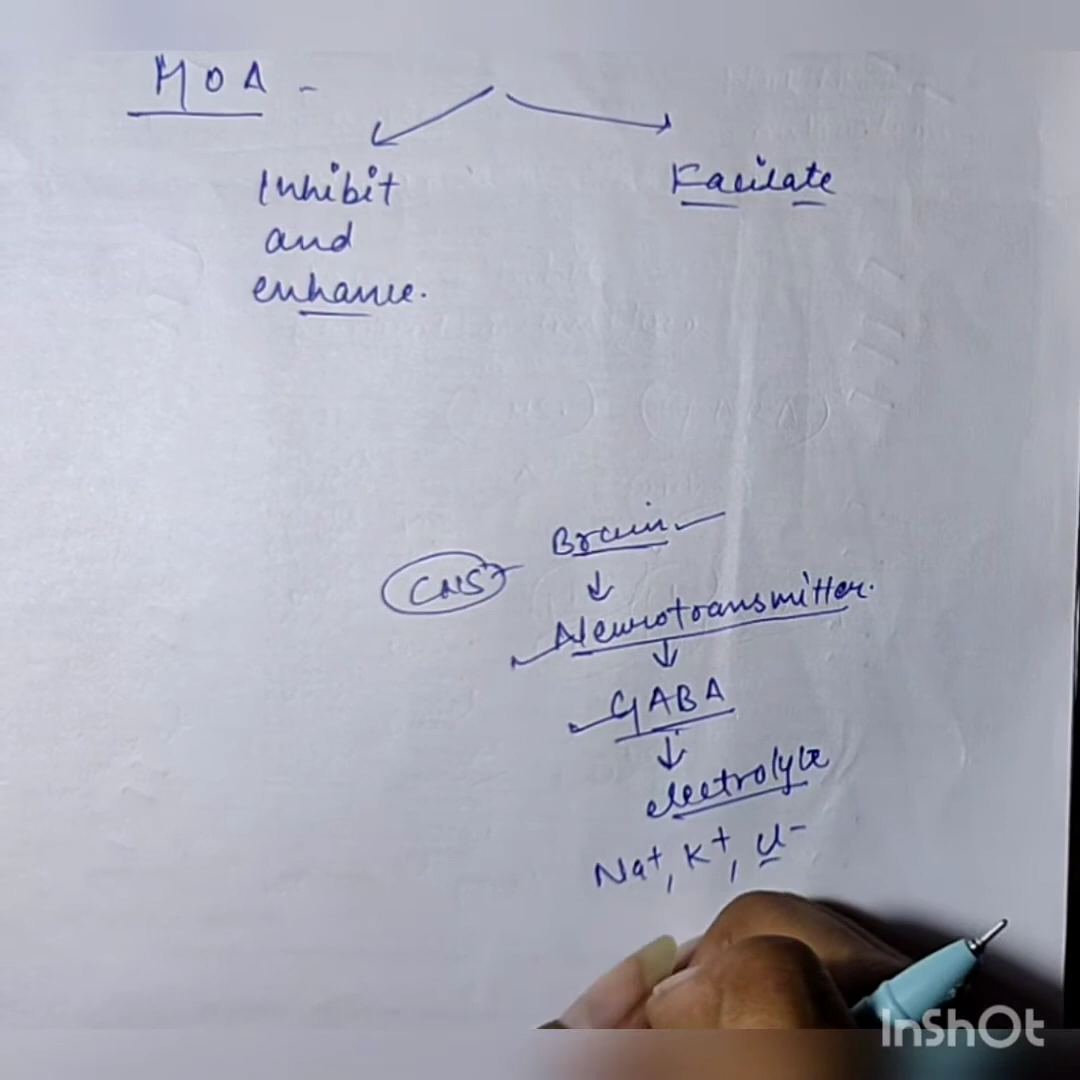 MOA -
Inhibit
and
enhance.
Facilate
Brain
CNS
Neurotransmitter.
GABA
electrolyte
Na+, K+, Cl-
InShOt